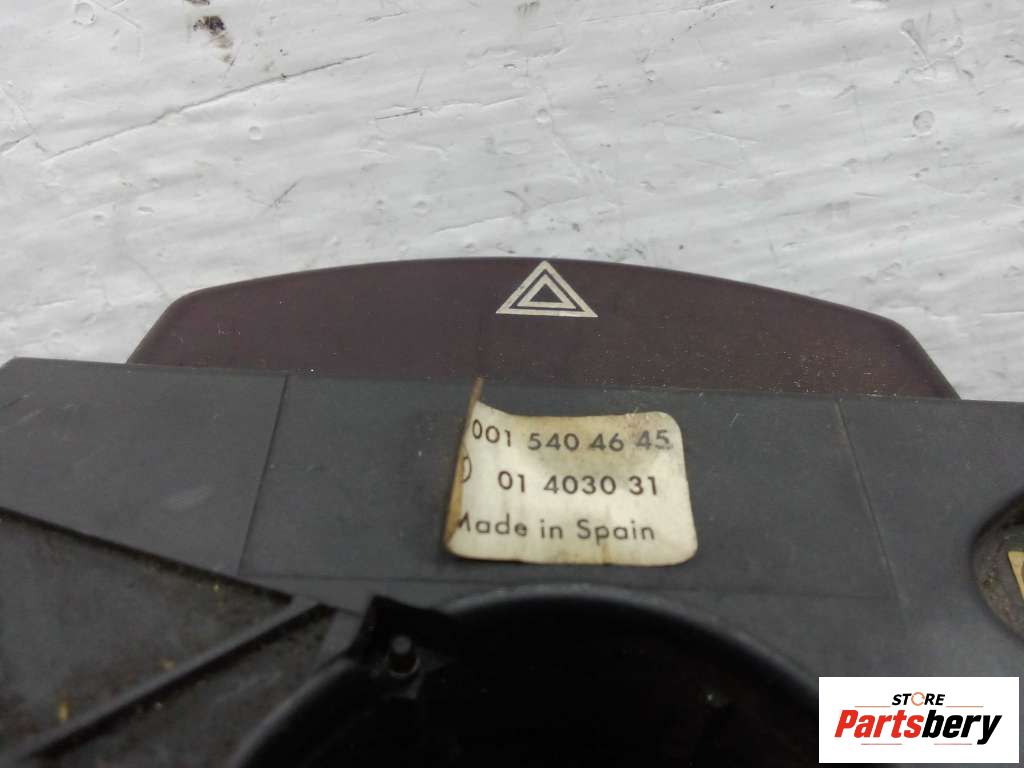 001 540 46 45
01 4030 31
Made in Spain
STORE
Partsbery